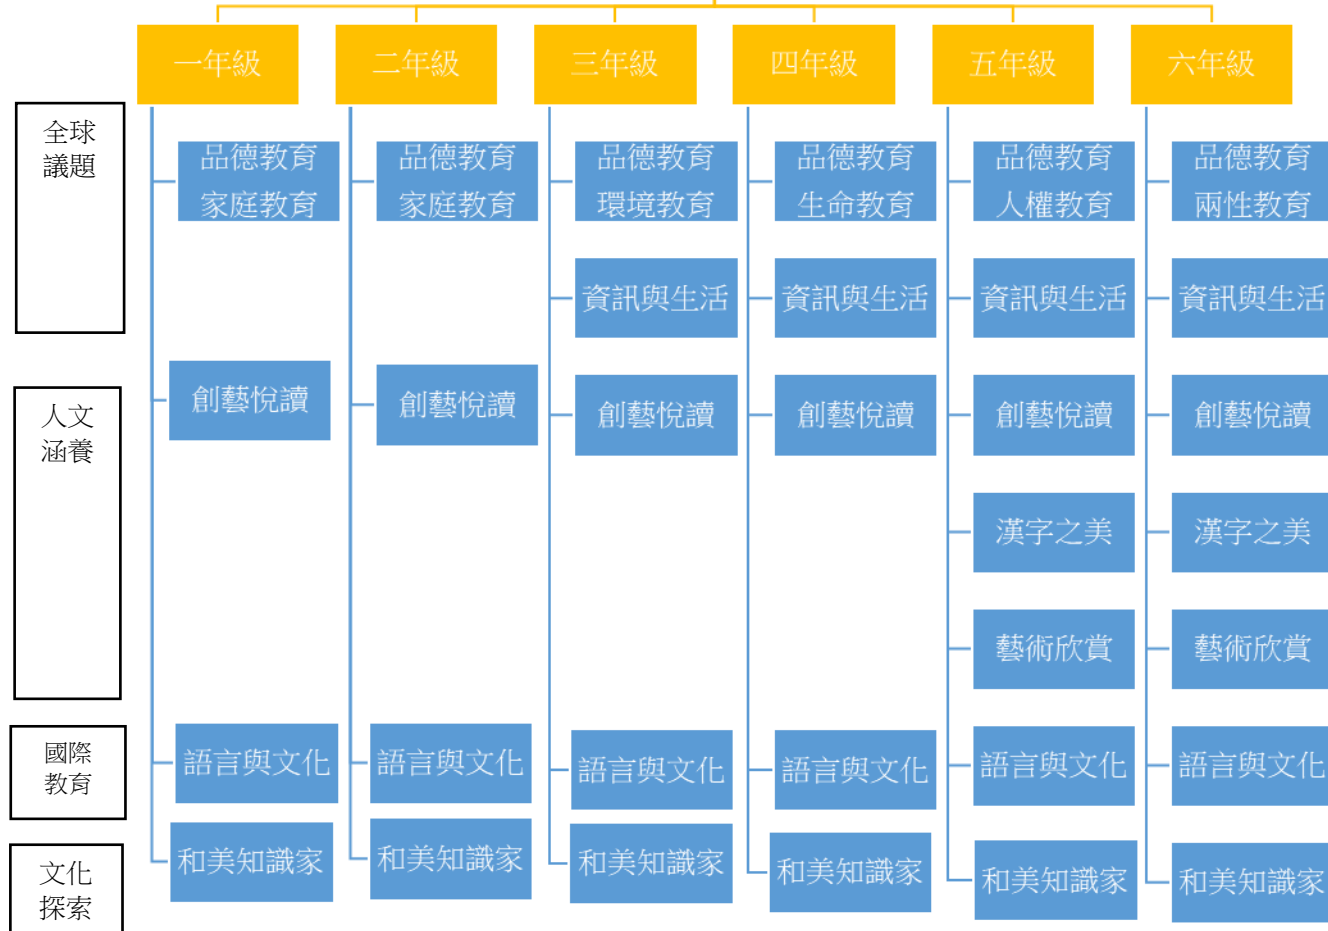 一年級
二年級
三年級
四年級
五年級
六年級
全球
議題
品德教育
家庭教育
品德教育
家庭教育
品德教育
環境教育
品德教育
生命教育
品德教育
人權教育
品德教育
兩性教育
資訊與生活
資訊與生活
資訊與生活
資訊與生活
人文
涵養
創藝悅讀
創藝悅讀
創藝悅讀
創藝悅讀
創藝悅讀
創藝悅讀
漢字之美
漢字之美
藝術欣賞
藝術欣賞
國際
教育
語言與文化
語言與文化
語言與文化
語言與文化
語言與文化
語言與文化
文化
探索
和美知識家
和美知識家
和美知識家
和美知識家
和美知識家
和美知識家